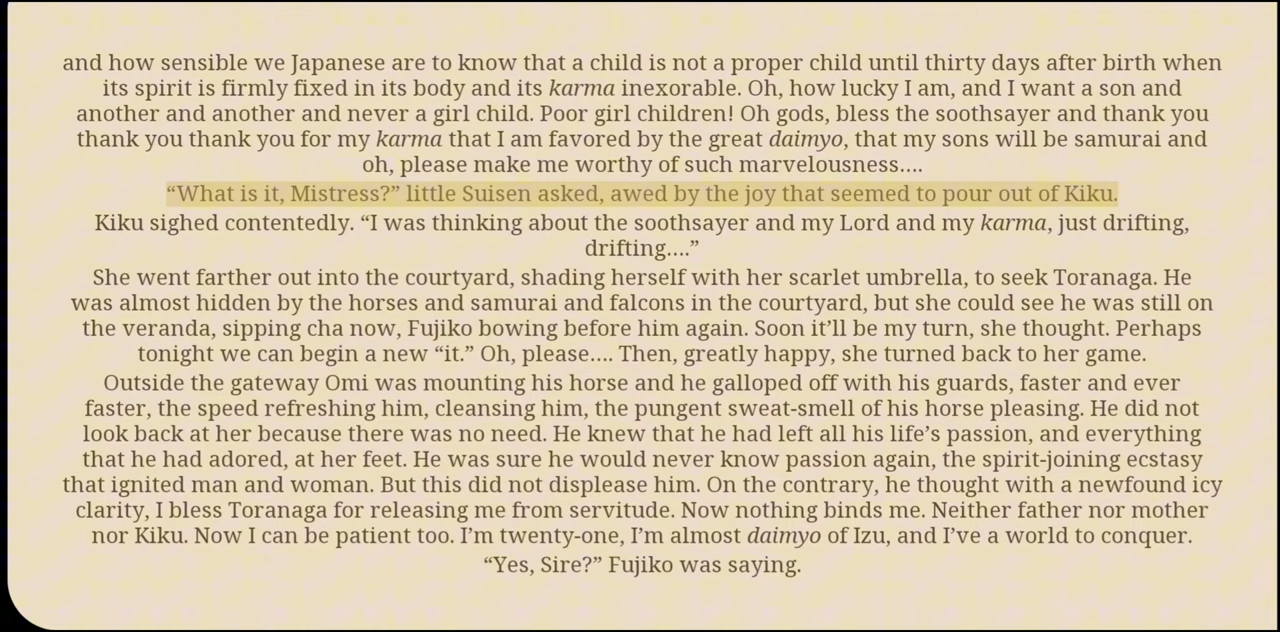 and how sensible we Japanese are to know that a child is not a proper child until thirty days after birth when
its spirit is firmly fixed in its body and its karma inexorable. Oh, how lucky I am, and I want a son and
another and another and never a girl child. Poor girl children! Oh gods, bless the soothsayer and thank you
thank you thank you for my karma that I am favored by the great daimyo, that my sons will be samurai and
oh, please make me worthy of such marvelousness....
“What is it, Mistress?” little Suisen asked, awed by the joy that seemed to pour out of Kiku.
Kiku sighed contentedly. “I was thinking about the soothsayer and my Lord and my karma, just drifting,
drifting....”
She went farther out into the courtyard, shading herself with her scarlet umbrella, to seek Toranaga. He
was almost hidden by the horses and samurai and falcons in the courtyard, but she could see he was still on
the veranda, sipping cha now, Fujiko bowing before him again. Soon it’ll be my turn, she thought. Perhaps
tonight we can begin a new “it.” Oh, please.... Then, greatly happy, she turned back to her game.
Outside the gateway Omi was mounting his horse and he galloped off with his guards, faster and ever
faster, the speed refreshing him, cleansing him, the pungent sweat-smell of his horse pleasing. He did not
look back at her because there was no need. He knew that he had left all his life’s passion, and everything
that he had adored, at her feet. He was sure he would never know passion again, the spirit-joining ecstasy
that ignited man and woman. But this did not displease him. On the contrary, he thought with a newfound icy
clarity, I bless Toranaga for releasing me from servitude. Now nothing binds me. Neither father nor mother
nor Kiku. Now I can be patient too. I’m twenty-one, I’m almost daimyo of Izu, and I’ve a world to conquer.
“Yes, Sire?” Fujiko was saying.